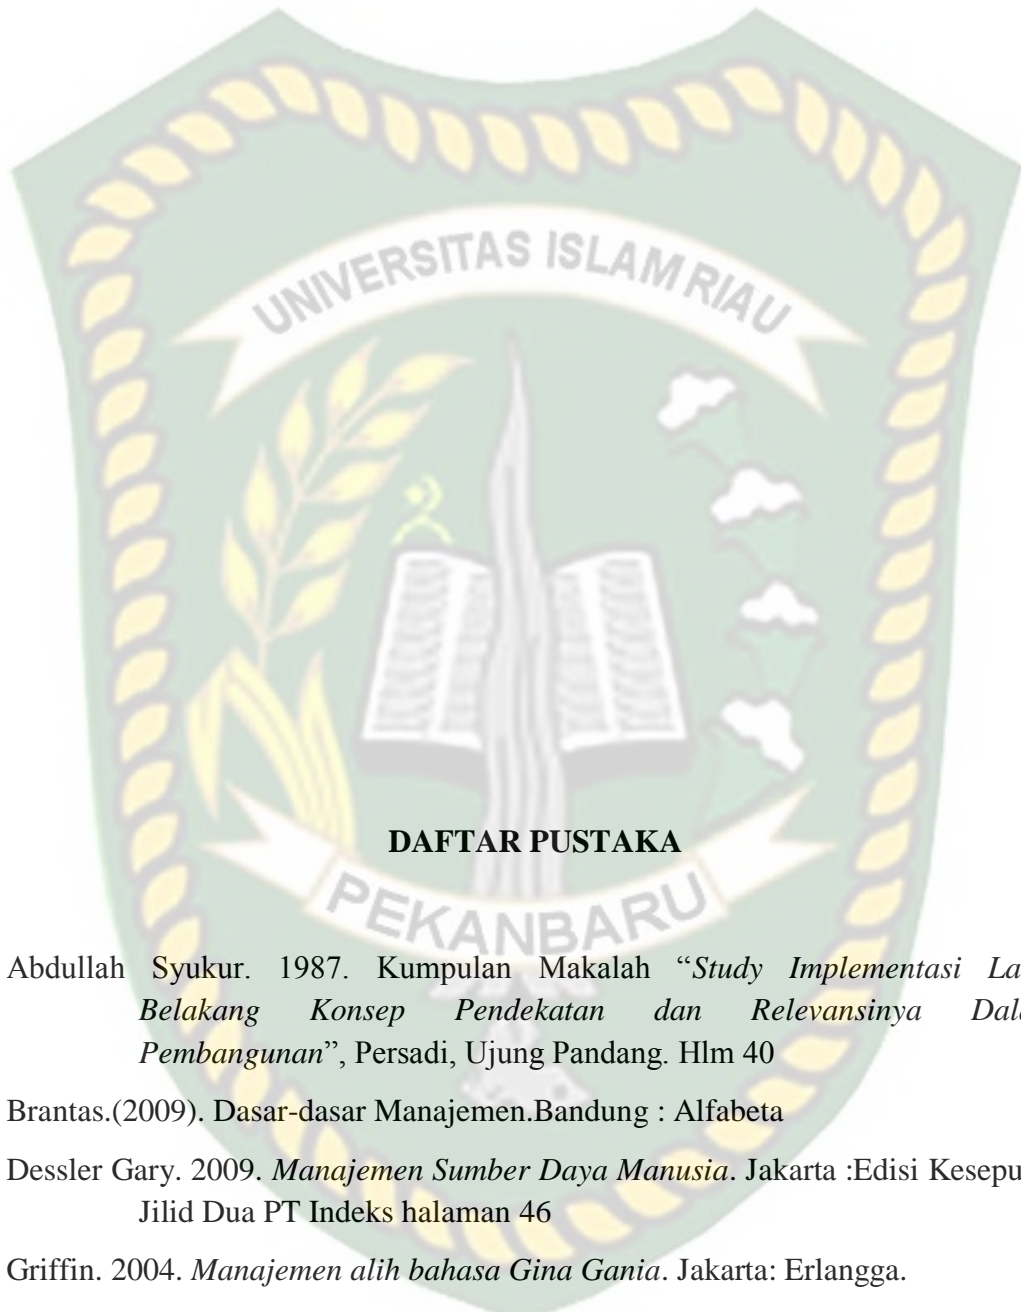 UNIVERSITAS ISLAM RIAU
DAFTAR PUSTAKA
PEKANBARU
Abdullah Syukur. 1987. Kumpulan Makalah “Study Implementasi La
Belakang Konsep Pendekatan dan Relevansinya Dala
Pembangunan”, Persadi, Ujung Pandang. Hlm 40
Brantas.(2009). Dasar-dasar Manajemen.Bandung : Alfabeta
Dessler Gary. 2009. Manajemen Sumber Daya Manusia. Jakarta :Edisi Kesepu
Jilid Dua PT Indeks halaman 46
Griffin. 2004. Manajemen alih bahasa Gina Gania. Jakarta: Erlangga.